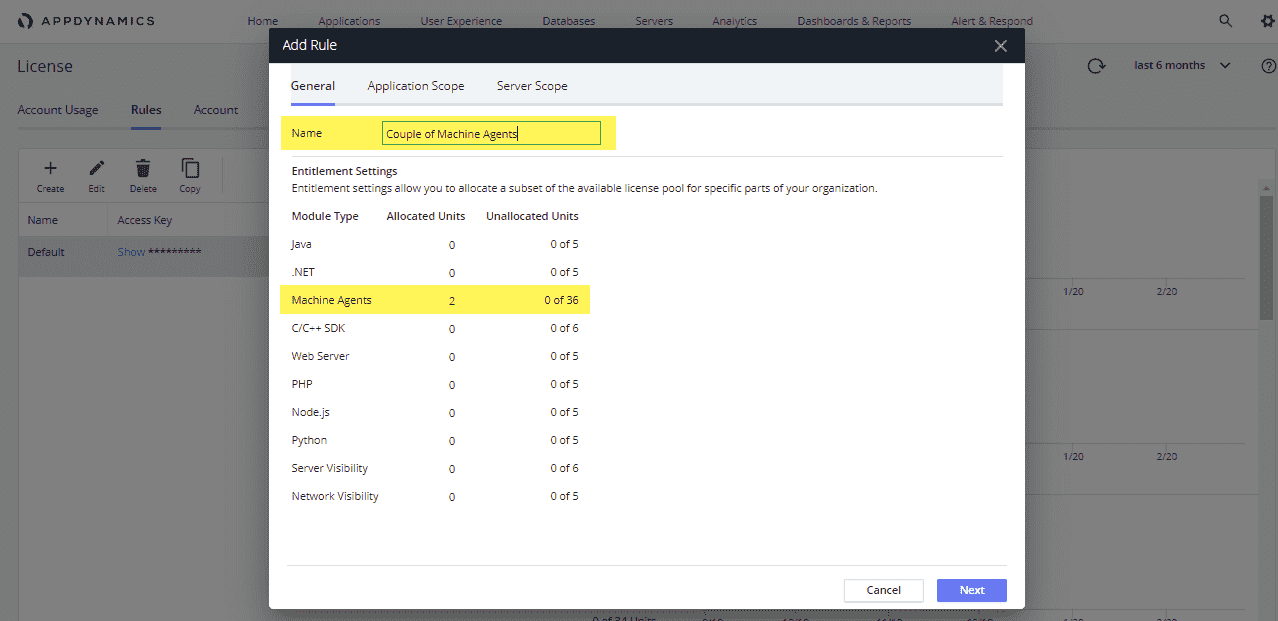 APPDYNAMICS
Home Applications User Experience Databases Servers Analytics Dashboards & Reports Alert & Respond
License
last 6 months
Account Usage Rules Account
Create Edit Delete Copy
Name Access Key
Default Show *********
Add Rule
General Application Scope Server Scope
Name Couple of Machine Agents
Entitlement Settings
Entitlement settings allow you to allocate a subset of the available license pool for specific parts of your organization.
Module Type Allocated Units Unallocated Units
Java 0 0 of 5
.NET 0 0 of 5
Machine Agents 2 0 of 36
C/C++ SDK 0 0 of 6
Web Server 0 0 of 5
PHP 0 0 of 5
Node.js 0 0 of 5
Python 0 0 of 5
Server Visibility 0 0 of 6
Network Visibility 0 0 of 5
Cancel Next
1/20 2/20
1/20 2/20
0 of 34 Units
1/20 2/20